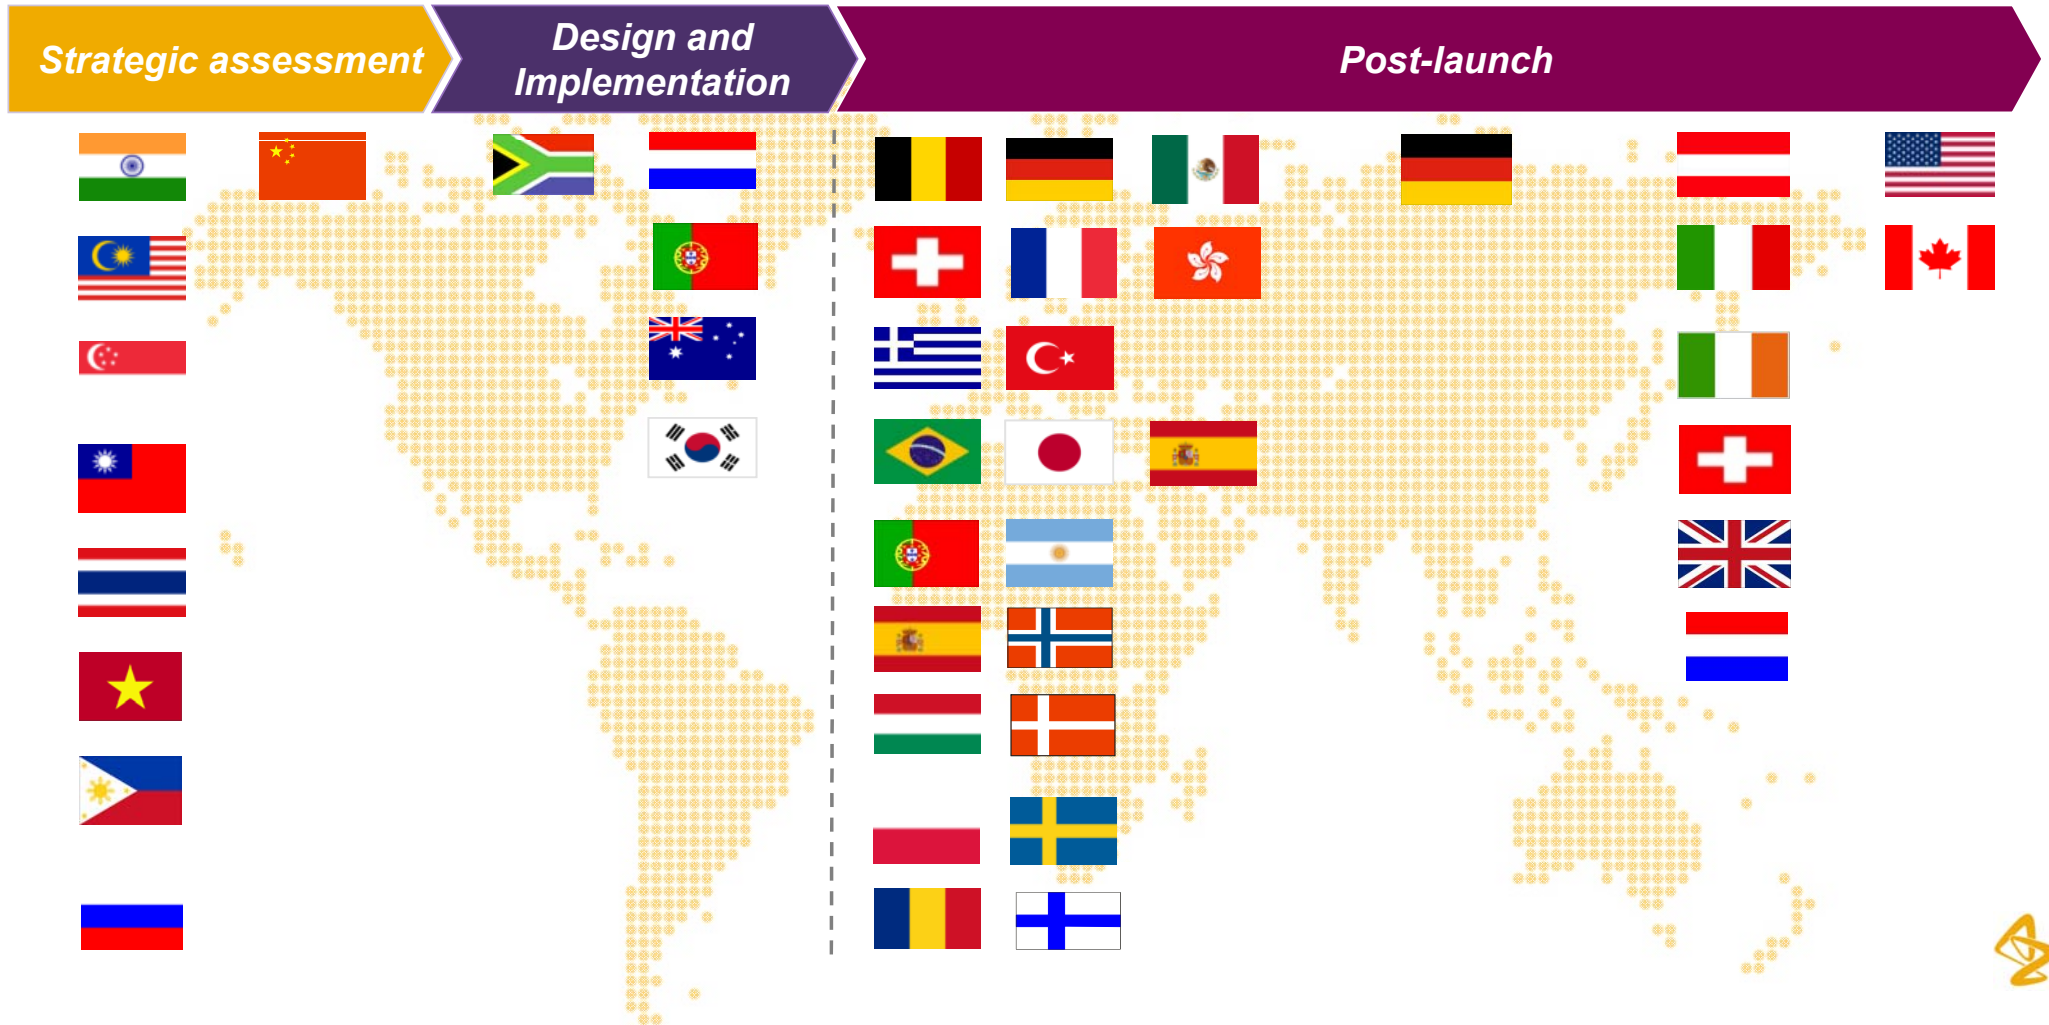 Strategic assessment
Design and
Implementation
Post-launch